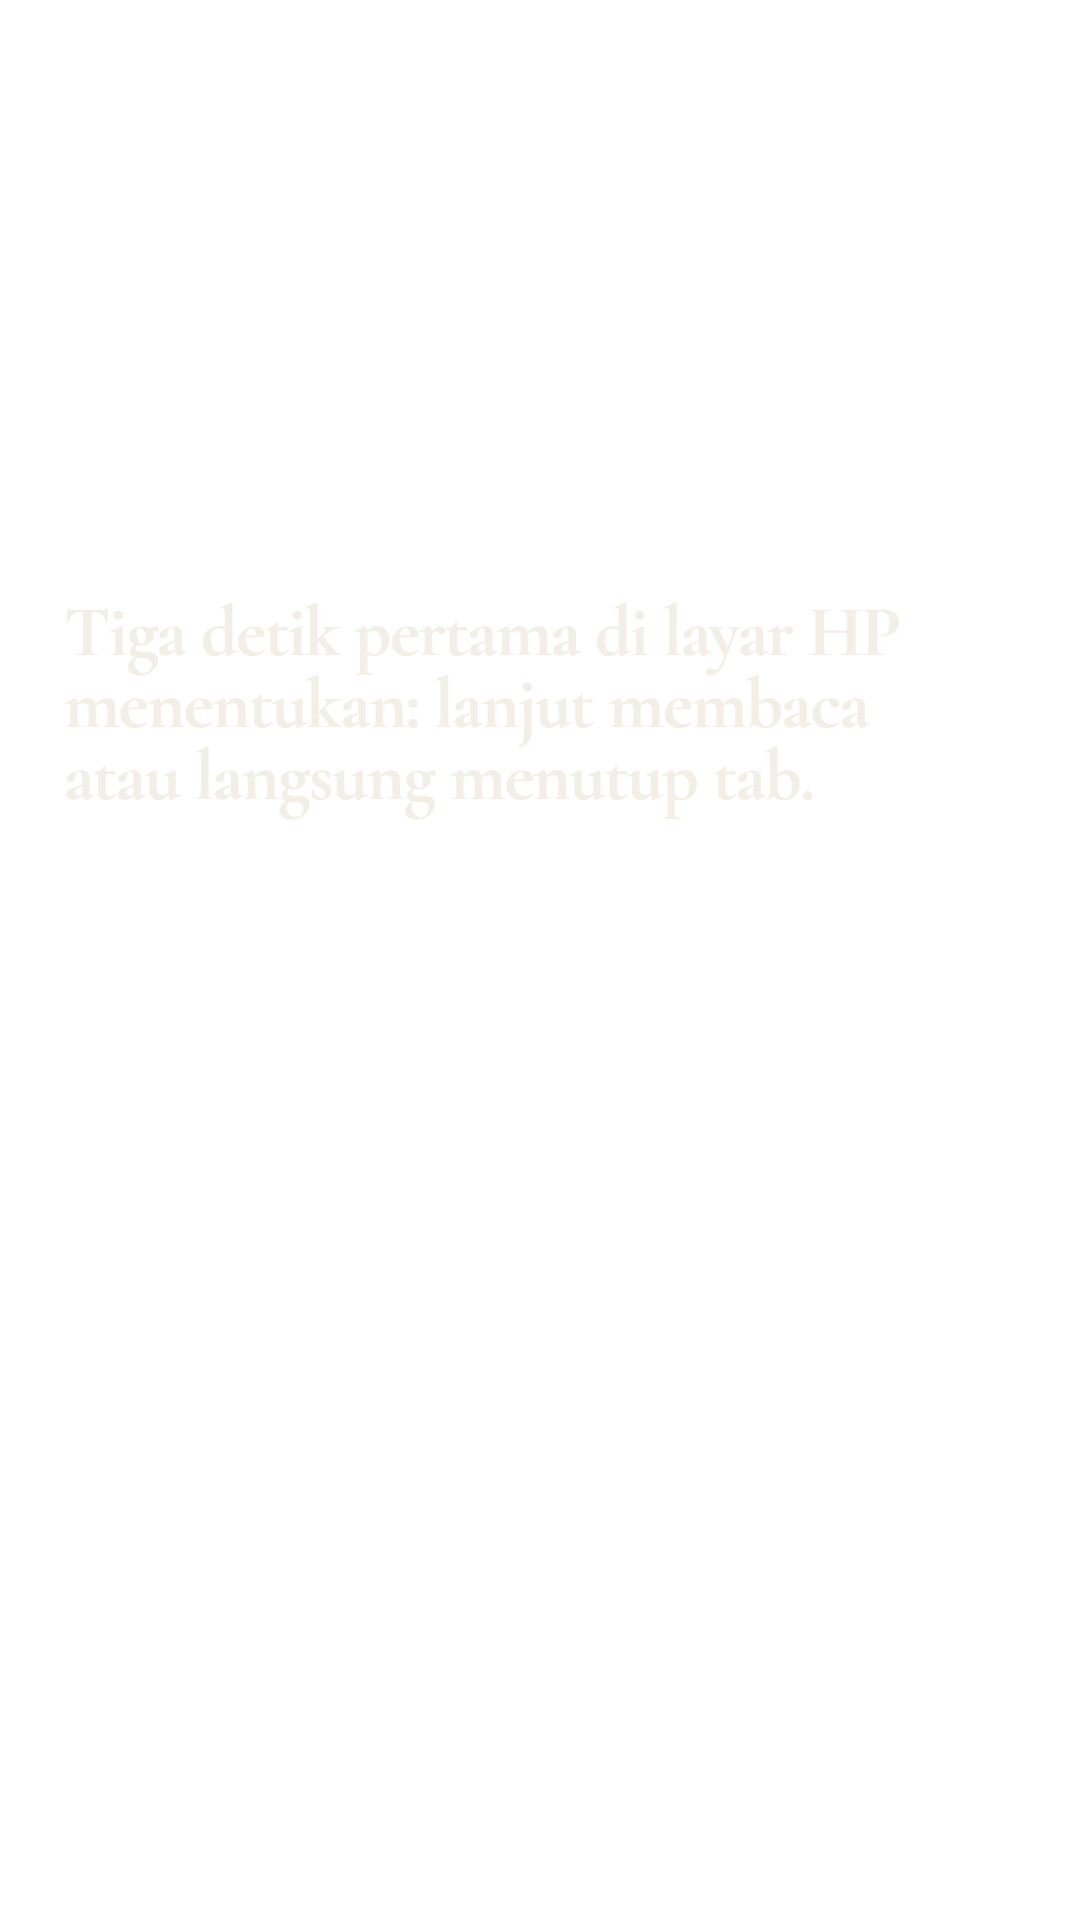 Tiga detik pertama di layar HP
menentukan: lanjut membaca
atau langsung menutup tab.